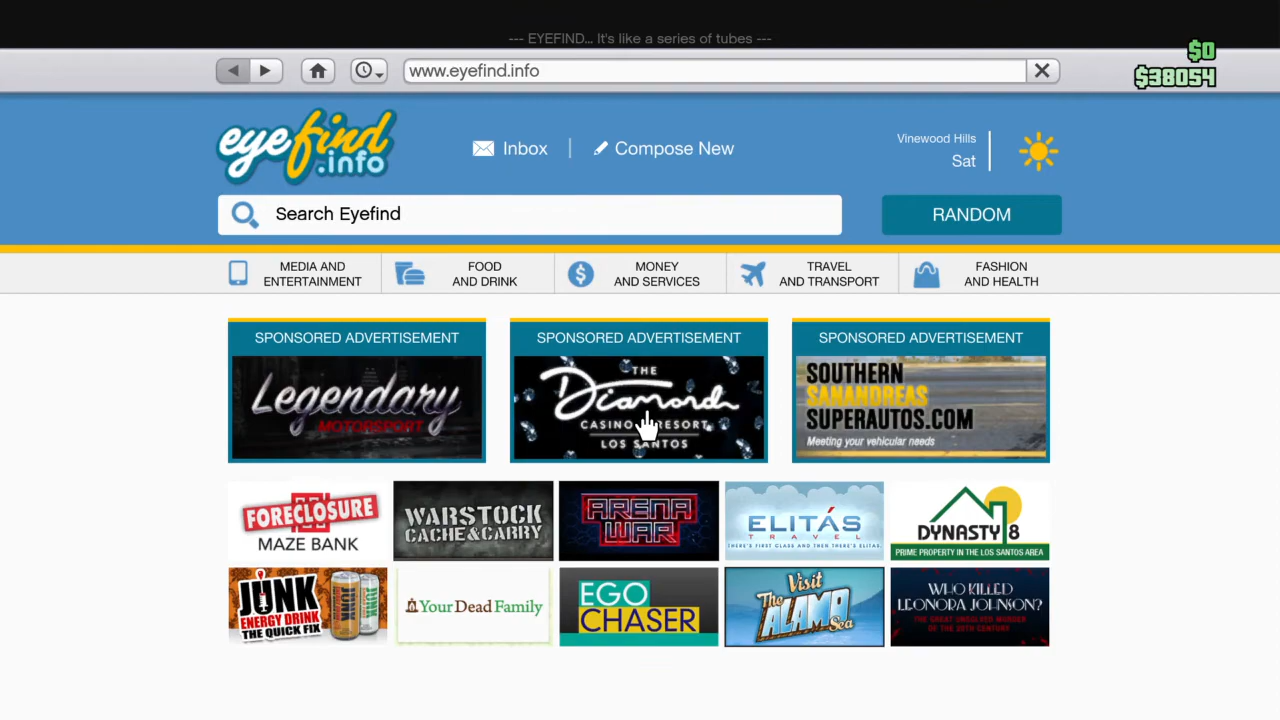 --- EYEFIND... It's like a series of tubes ---
$0
www.eyefind.info
$38054
eyefind
.info
Inbox
Compose New
Vinewood Hills
Sat
Search Eyefind
RANDOM
MEDIA AND
ENTERTAINMENT
FOOD
AND DRINK
MONEY
AND SERVICES
TRAVEL
AND TRANSPORT
FASHION
AND HEALTH
SPONSORED ADVERTISEMENT
Legendary
MOTORSPORT
SPONSORED ADVERTISEMENT
THE
Diamond
CASINO RESORT
LOS SANTOS
SPONSORED ADVERTISEMENT
SOUTHERN
SANANDREAS
SUPERAUTOS.COM
Meeting your vehicular needs
FORECLOSURE
MAZE BANK
WARSTOCK
CACHE & CARRY
ARENA
WAR
ELITÁS
TRAVEL
THERE'S FIRST CLASS AND THEN THERE'S ELITAS.
DYNASTY 8
PRIME PROPERTY IN THE LOS SANTOS AREA
JUNK
ENERGY DRINK
THE QUICK FIX
JUNK
JUNK
Your Dead Family
EGO
CHASER
Visit
The
ALAMO
Sea
WHO KILLED
LEONORA JOHNSON?
THE GREAT UNSOLVED MURDER
OF THE 20TH CENTURY